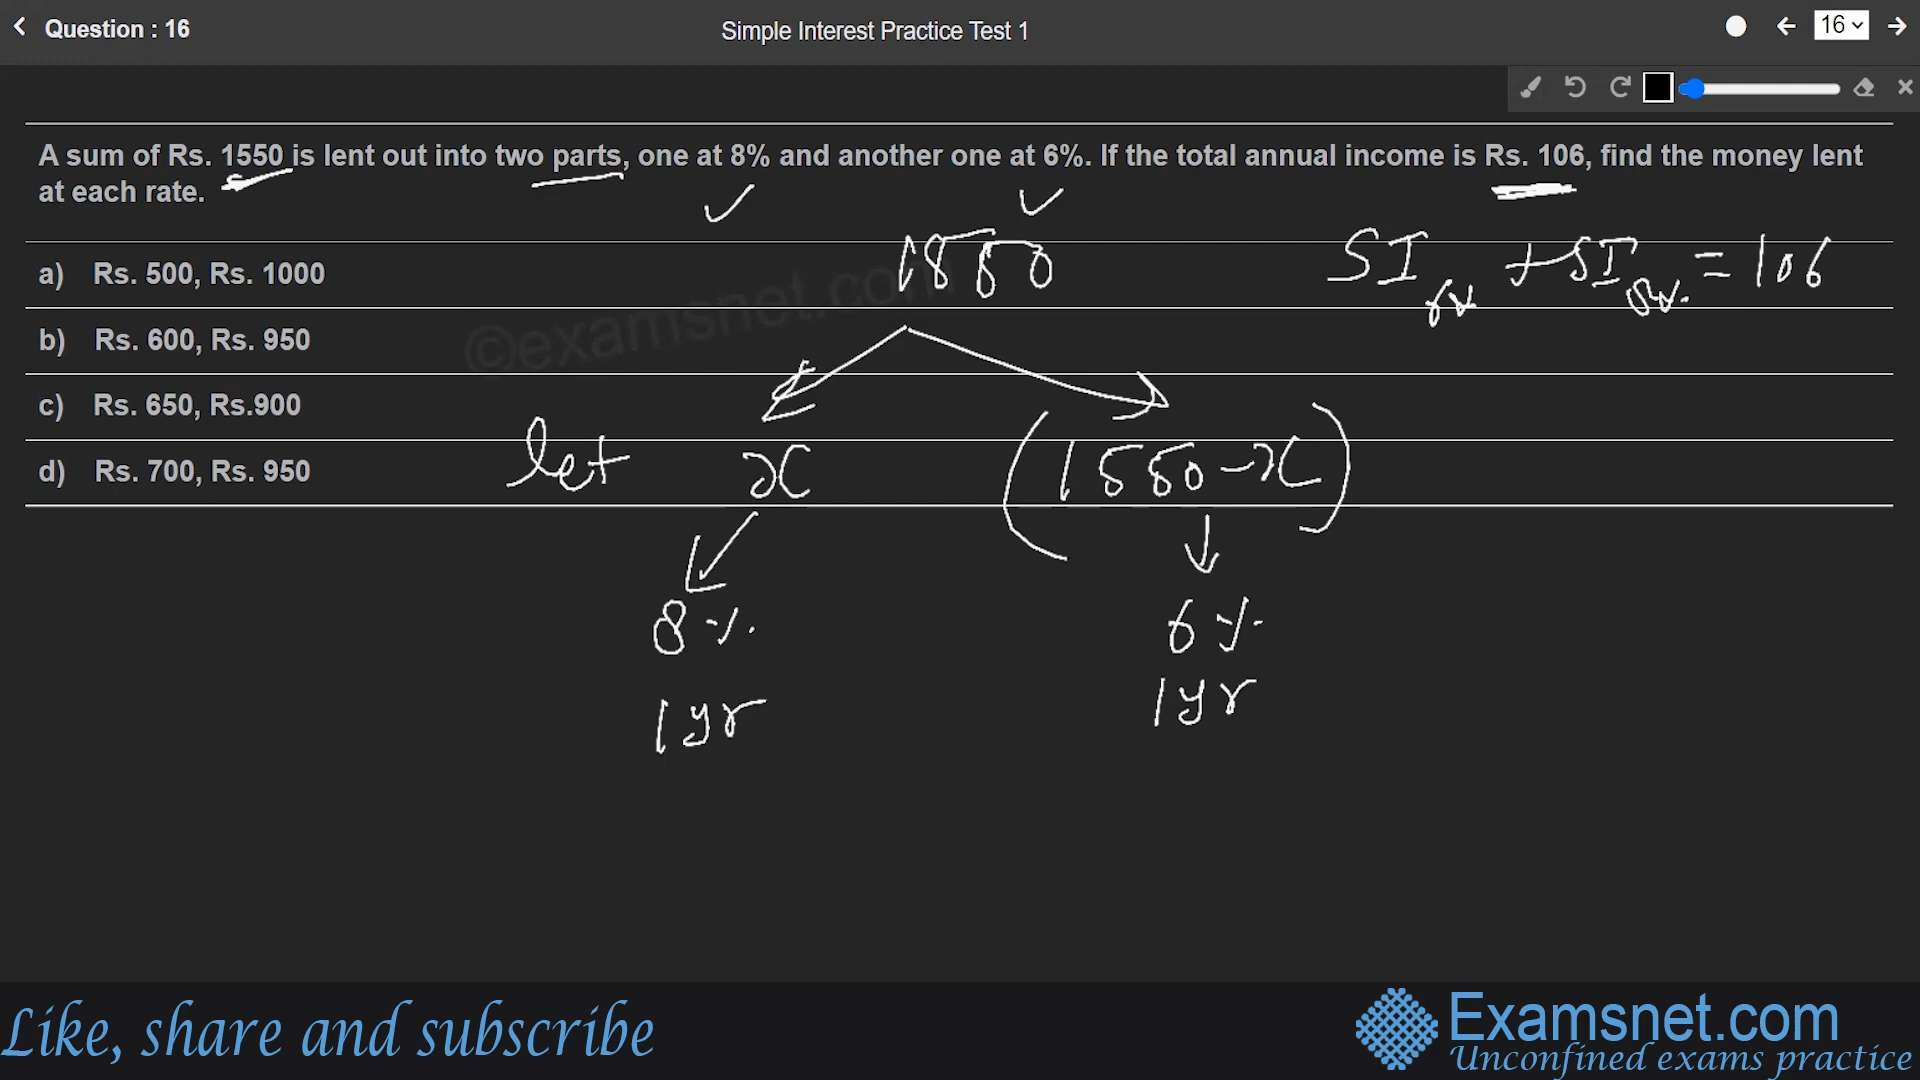 Question : 16
Simple Interest Practice Test 1
16
A sum of Rs. 1550 is lent out into two parts, one at 8% and another one at 6%. If the total annual income is Rs. 106, find the money lent
at each rate.
a) Rs. 500, Rs. 1000
b) Rs. 600, Rs. 950
c) Rs. 650, Rs.900
d) Rs. 700, Rs. 950
©examsnet.com
1550
SI + SI = 106
let x (1550-x)
8% 6%
1yr 1yr
Like, share and subscribe
Examsnet.com
Unconfined exams practice